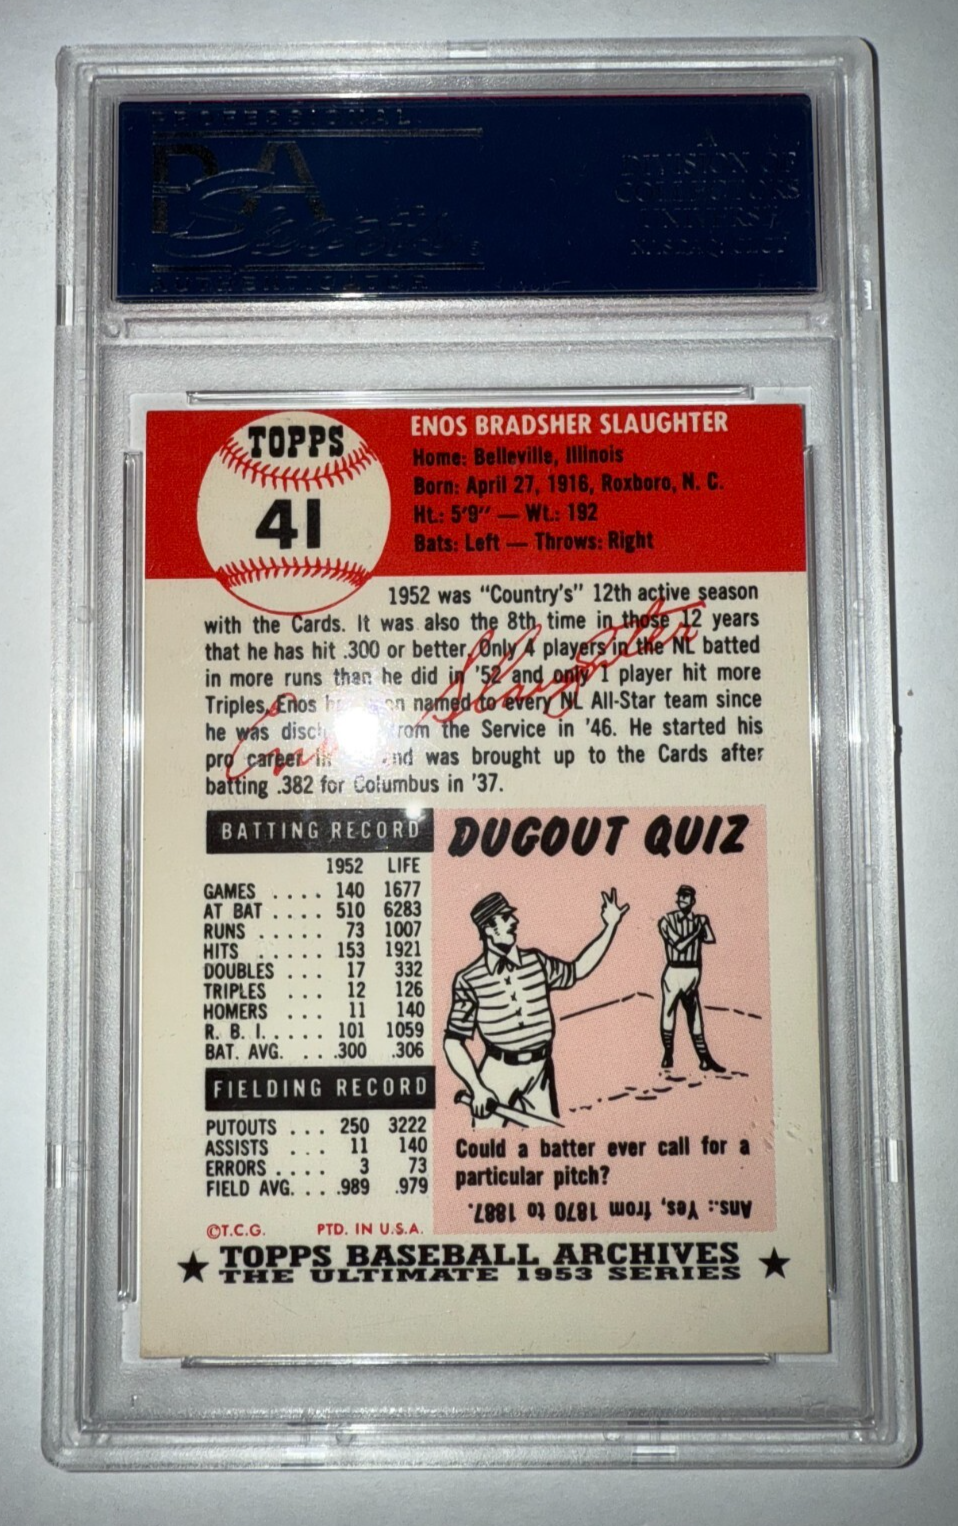 PROFESSIONAL
PSA
AUTHENTICATOR
A
DIVISION OF
COLLECTORS
UNIVERSE
TOPPS
41
ENOS BRADSHER SLAUGHTER
Home: Belleville, Illinois
Born: April 27, 1916, Roxboro, N. C.
Ht.: 5'9" — Wt.: 192
Bats: Left — Throws: Right
1952 was "Country's" 12th active season
with the Cards. It was also the 8th time in those 12 years
that he has hit .300 or better. Only 4 players in the NL batted
in more runs than he did in '52 and only 1 player hit more
Triples. Enos named to every NL All-Star team since
he was from the Service in '46. He started his
pro career and was brought up to the Cards after
batting .382 for Columbus in '37.
Enos Slaughter
BATTING RECORD
1952 LIFE
GAMES .... 140 1677
AT BAT .... 510 6283
RUNS ..... 73 1007
HITS ..... 153 1921
DOUBLES ... 17 332
TRIPLES ... 12 126
HOMERS ... 11 140
R. B. I. .... 101 1059
BAT. AVG. ... .300 .306
FIELDING RECORD
PUTOUTS ... 250 3222
ASSISTS ... 11 140
ERRORS .... 3 73
FIELD AVG. ... .989 .979
©T.C.G. PTD. IN U.S.A.
DUGOUT QUIZ
Could a batter ever call for a
particular pitch?
Ans.: Yes, from 1870 to 1887.
TOPPS BASEBALL ARCHIVES
THE ULTIMATE 1953 SERIES